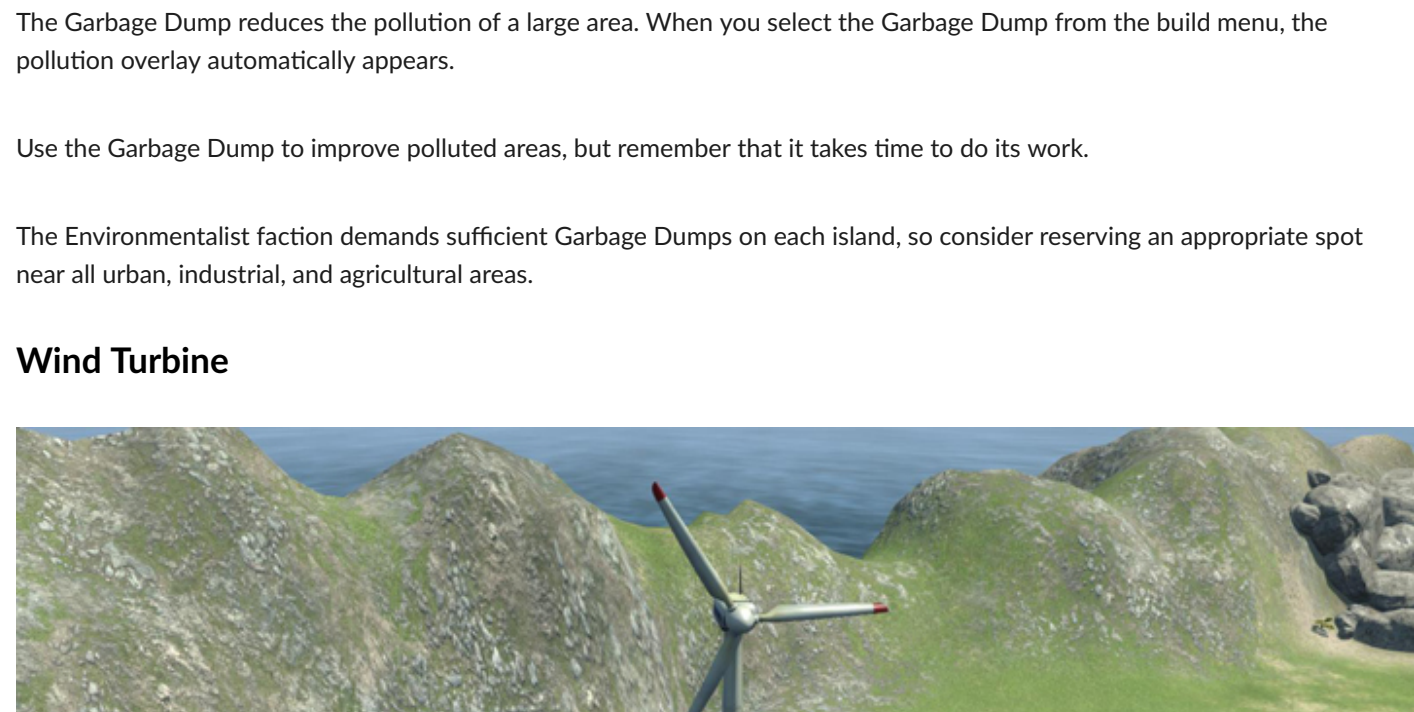 The Garbage Dump reduces the pollution of a large area. When you select the Garbage Dump from the build menu, the
pollution overlay automatically appears.
Use the Garbage Dump to improve polluted areas, but remember that it takes time to do its work.
The Environmentalist faction demands sufficient Garbage Dumps on each island, so consider reserving an appropriate spot
near all urban, industrial, and agricultural areas.
Wind Turbine